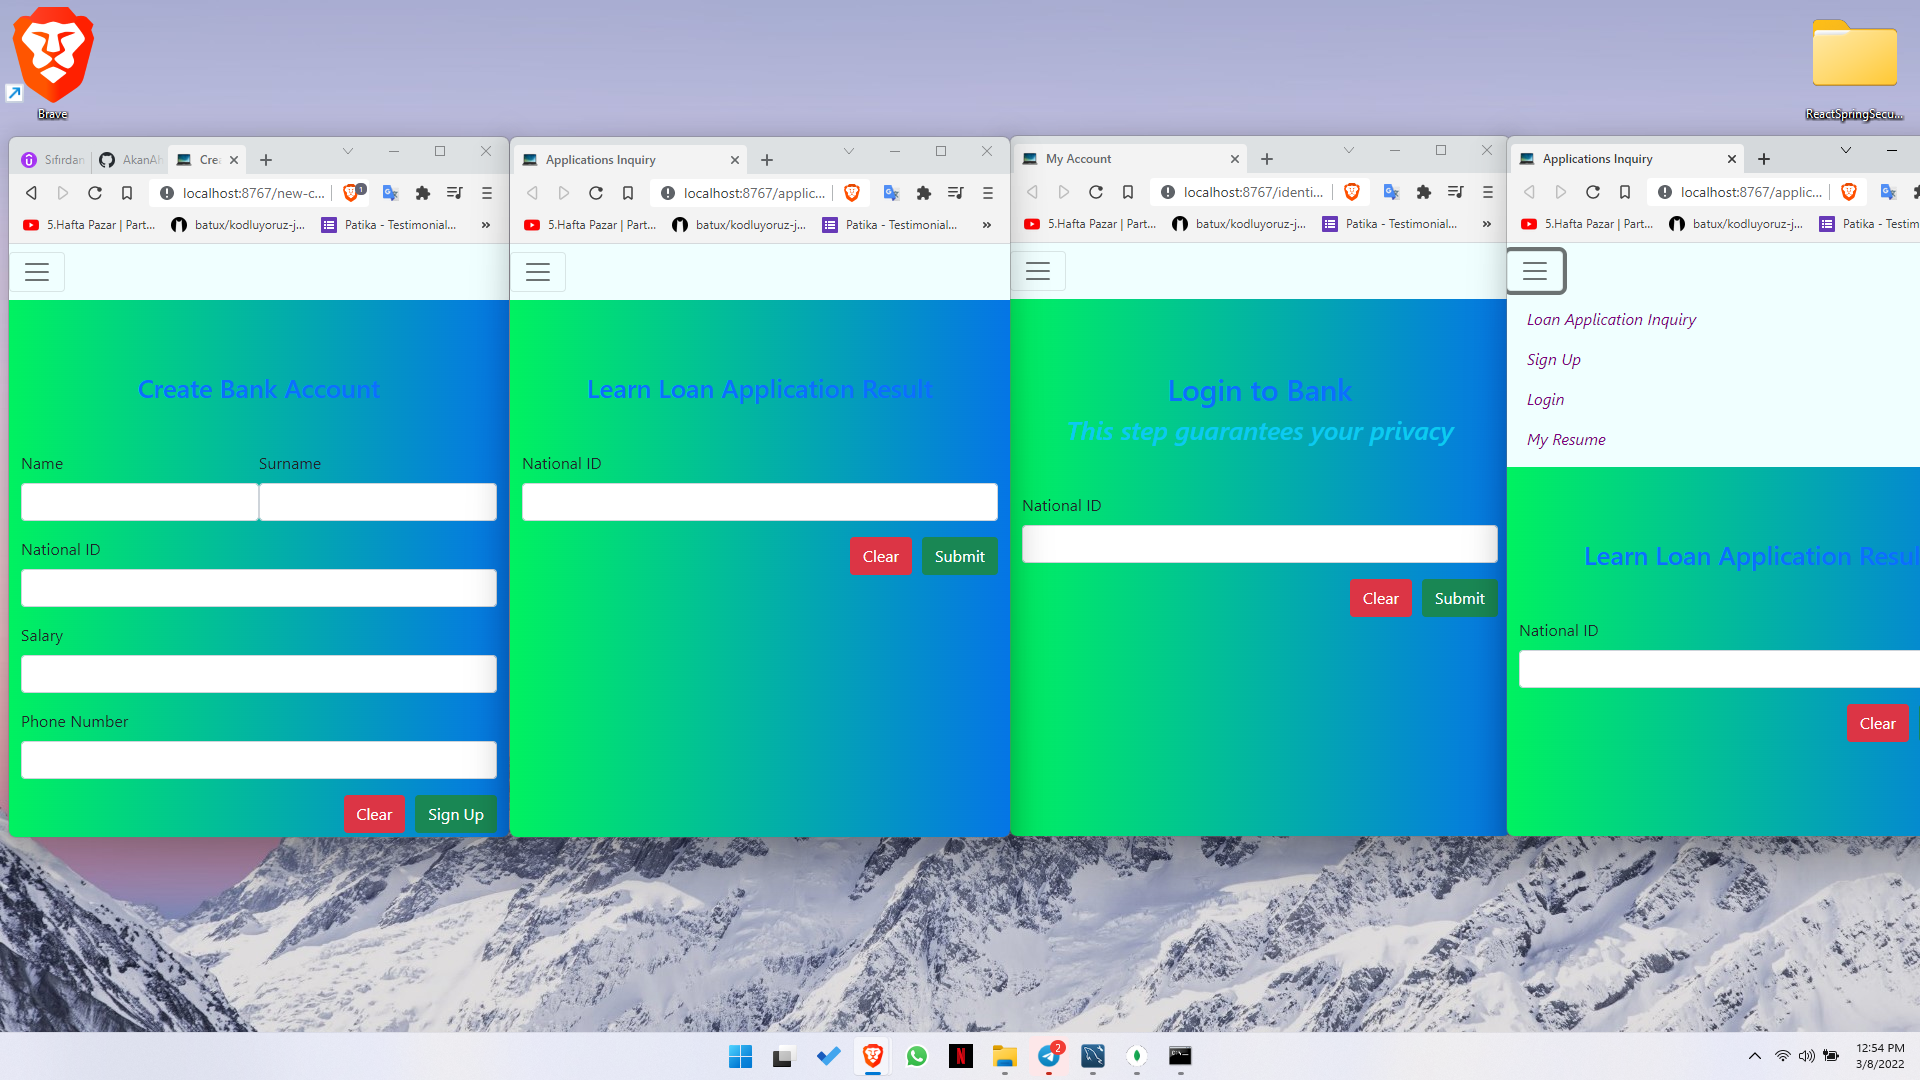 Brave
ReactSpringSecu...
Sıfırdan
AkanAh
Cre
localhost:8767/new-c...
1
5.Hafta Pazar | Part...
batux/kodluyoruz-j...
Patika - Testimonial...
»
Create Bank Account
Name
Surname
National ID
Salary
Phone Number
Clear
Sign Up
Applications Inquiry
localhost:8767/applic...
5.Hafta Pazar | Part...
batux/kodluyoruz-j...
Patika - Testimonial...
»
Learn Loan Application Result
National ID
Clear
Submit
My Account
localhost:8767/identi...
5.Hafta Pazar | Part...
batux/kodluyoruz-j...
Patika - Testimonial...
»
Login to Bank
This step guarantees your privacy
National ID
Clear
Submit
Applications Inquiry
localhost:8767/applic...
5.Hafta Pazar | Part...
batux/kodluyoruz-j...
Patika - Testim
Loan Application Inquiry
Sign Up
Login
My Resume
Learn Loan Application Resul
National ID
Clear
N
2
12:54 PM
3/8/2022